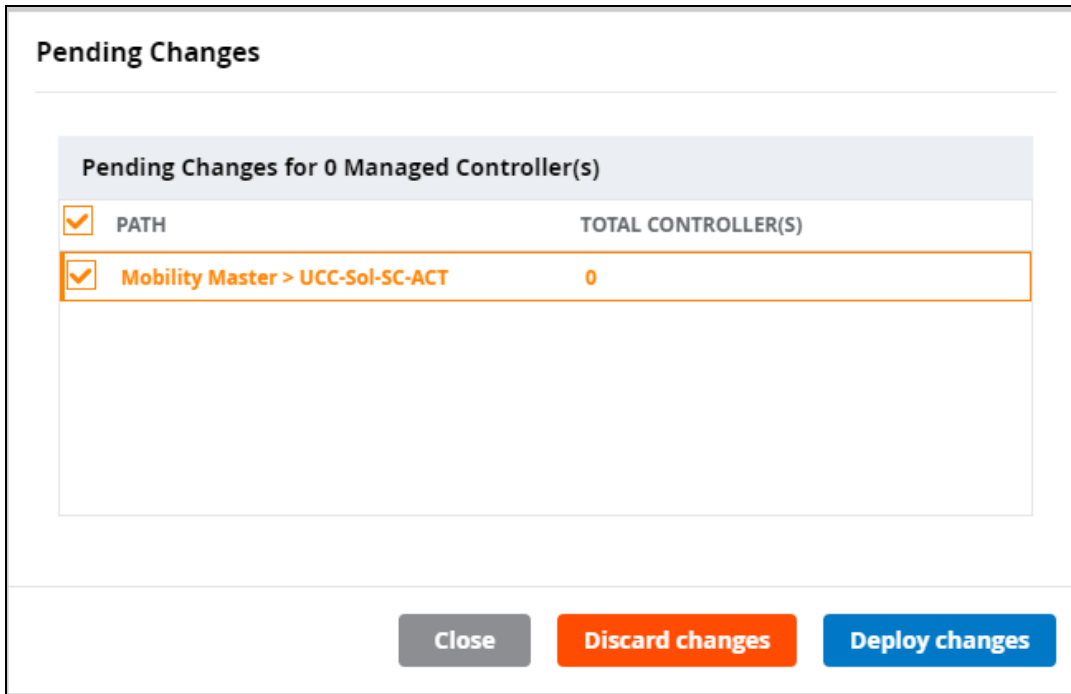 Pending Changes
Pending Changes for 0 Managed Controller(s)
PATH TOTAL CONTROLLER(S)
Mobility Master > UCC-Sol-SC-ACT 0
Close Discard changes Deploy changes